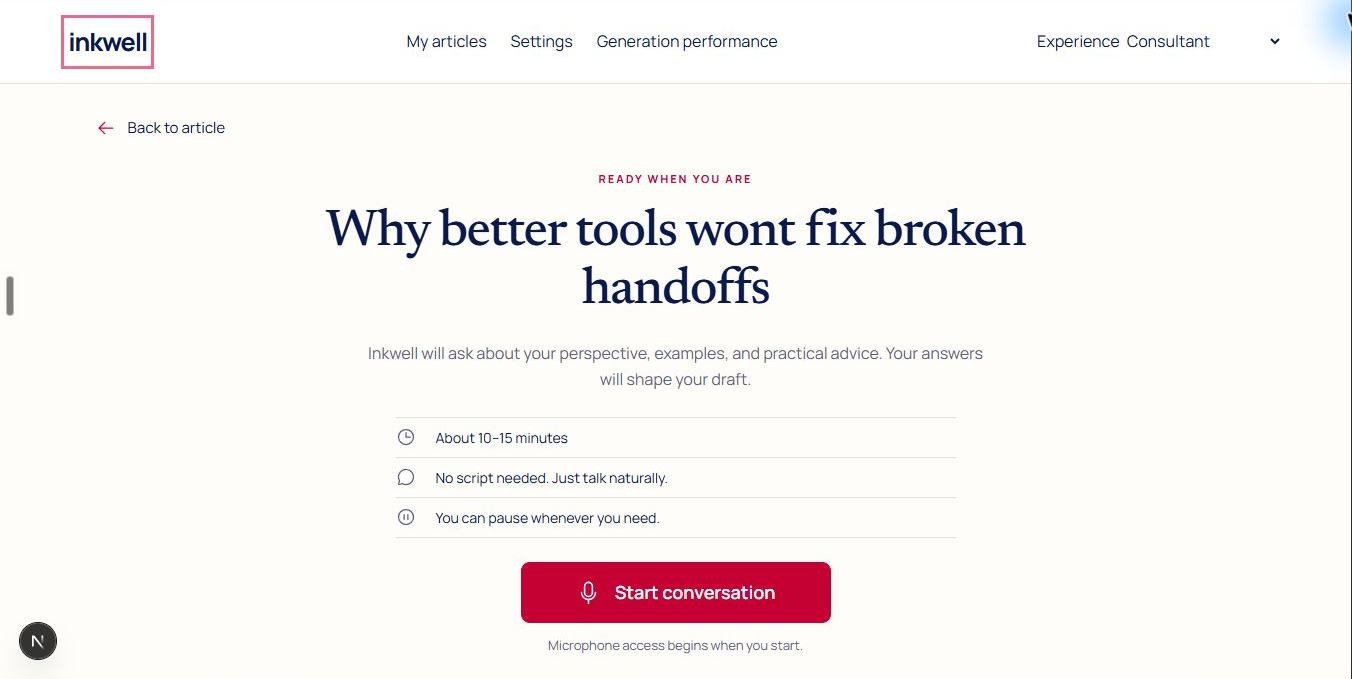 inkwell
My articles Settings Generation performance
Experience Consultant
Back to article
READY WHEN YOU ARE
Why better tools wont fix broken
handoffs
Inkwell will ask about your perspective, examples, and practical advice. Your answers
will shape your draft.
About 10–15 minutes
No script needed. Just talk naturally.
You can pause whenever you need.
Start conversation
Microphone access begins when you start.
N